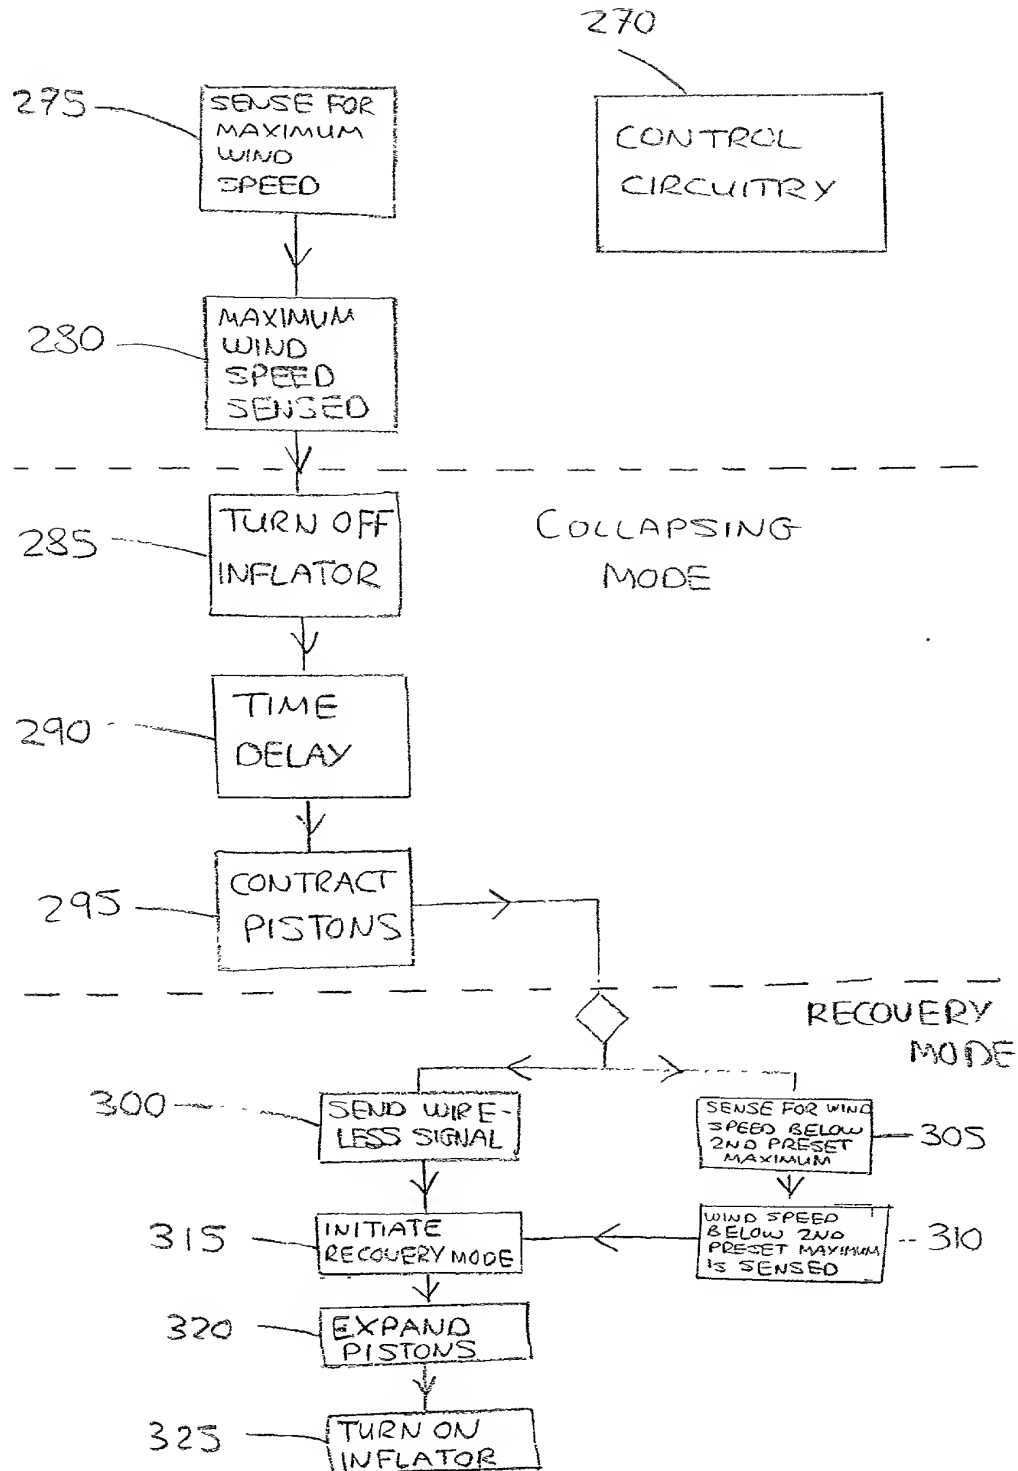 270
275
SENSE FOR
MAXIMUM
WIND
SPEED
CONTROL
CIRCUITRY
280
MAXIMUM
WIND
SPEED
SENSED
285
TURN OFF
INFLATOR
COLLAPSING
MODE
290
TIME
DELAY
295
CONTRACT
PISTONS
RECOVERY
MODE
300
SEND WIRE-
LESS SIGNAL
SENSE FOR WIND
SPEED BELOW
2ND PRESET
MAXIMUM
305
315
INITIATE
RECOVERY MODE
WIND SPEED
BELOW 2ND
PRESET MAXIMUM
IS SENSED
310
320
EXPAND
PISTONS
325
TURN ON
INFLATOR